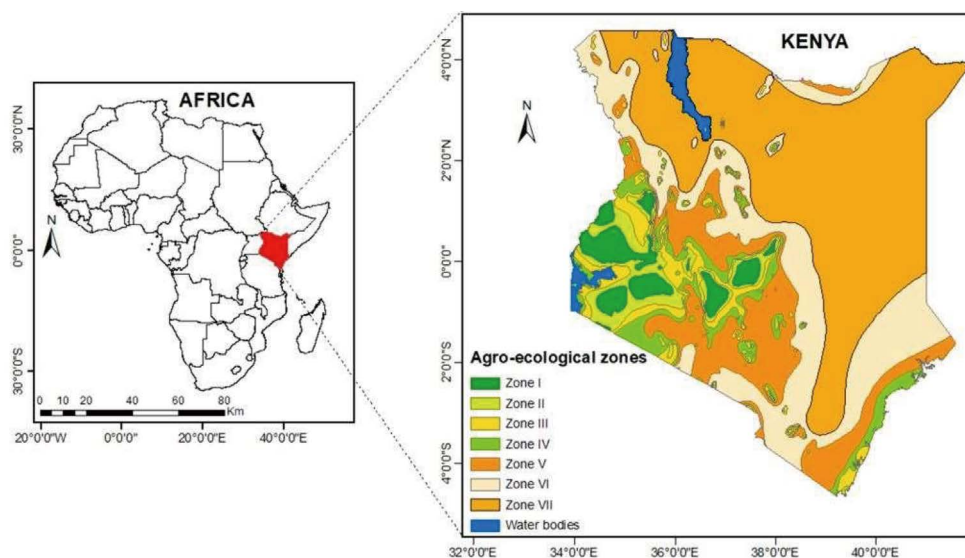 AFRICA
N
30°0'0"N
0°0'0"
30°0'0"S
0 10 20 40 60 80
Km
20°0'0"W 0°0'0" 20°0'0"E 40°0'0"E
KENYA
N
4°0'0"N
2°0'0"N
0°0'0"
2°0'0"S
4°0'0"S
Agro-ecological zones
Zone I
Zone II
Zone III
Zone IV
Zone V
Zone VI
Zone VII
Water bodies
32°0'0"E 34°0'0"E 36°0'0"E 38°0'0"E 40°0'0"E